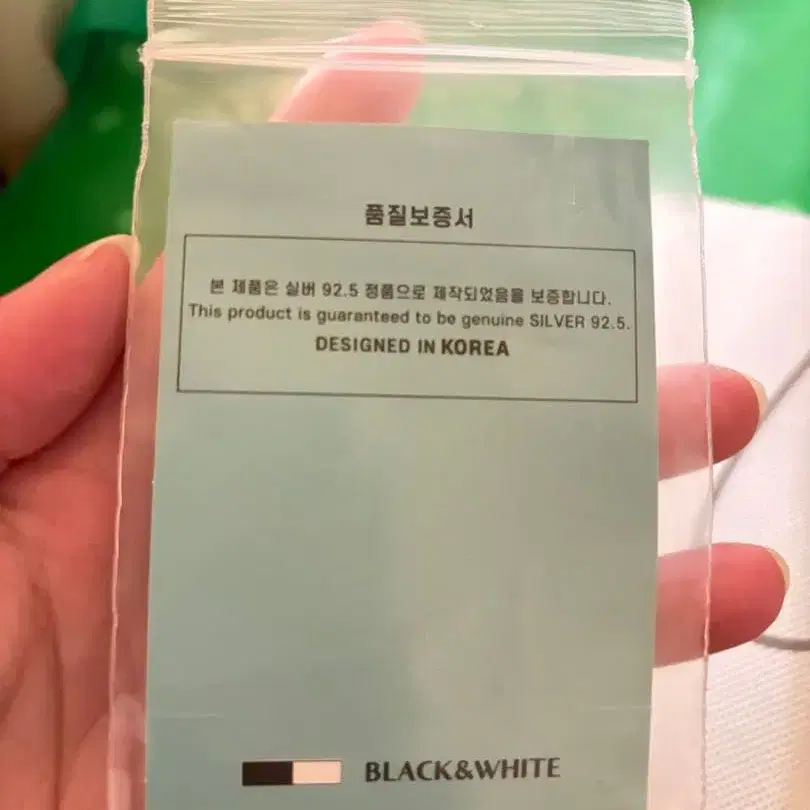 품질보증서
본 제품은 실버 92.5 정품으로 제작되었음을 보증합니다.
This product is guaranteed to be genuine SILVER 92.5.
DESIGNED IN KOREA
BLACK&WHITE